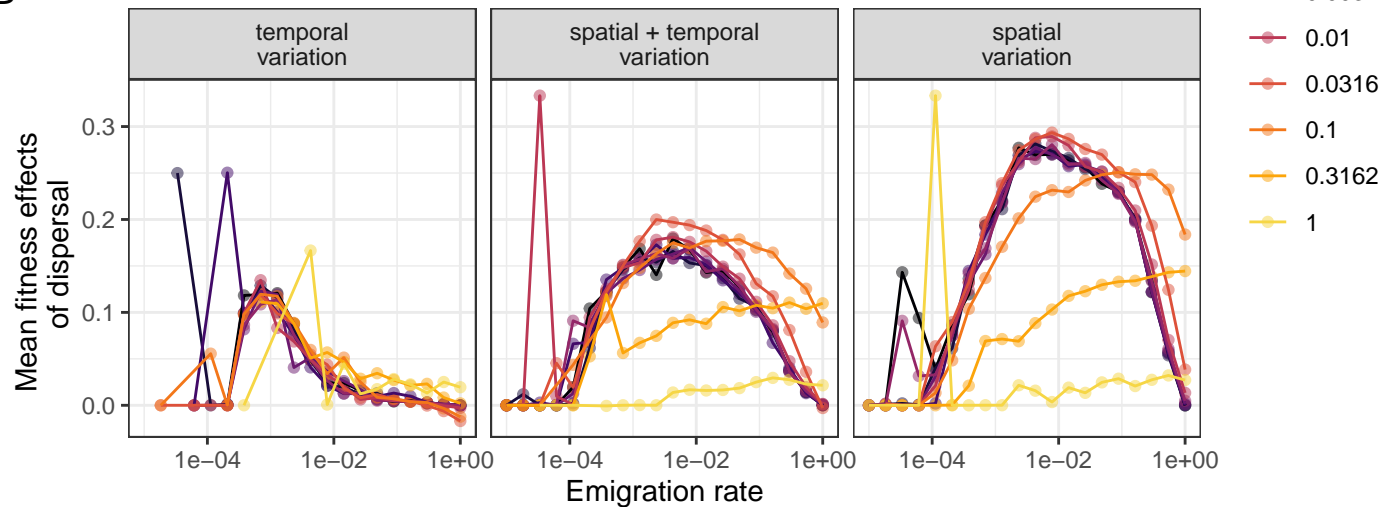 temporal
variation
spatial + temporal
variation
spatial
variation
0.01
0.0316
0.1
0.3162
1
Mean fitness effects
of dispersal
0.3
0.2
0.1
0.0
1e−04
1e−02
1e+00
1e−04
1e−02
1e+00
1e−04
1e−02
1e+00
Emigration rate